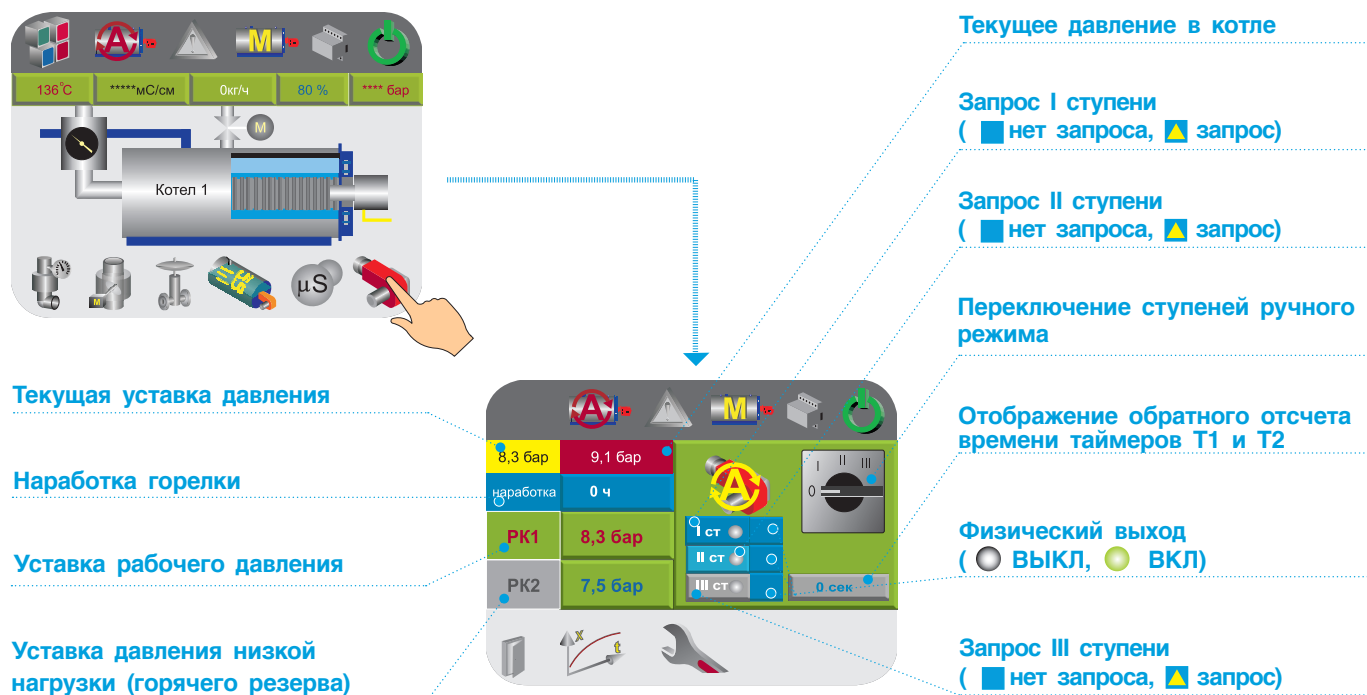 A
M
136°C
*****мС/см
0кг/ч
80 %
**** бар
M
Котел 1
M
µS
Текущее давление в котле
Запрос I ступени
( нет запроса, запрос)
Запрос II ступени
( нет запроса, запрос)
Переключение ступеней ручного
режима
Отображение обратного отсчета
времени таймеров Т1 и Т2
Физический выход
( ВЫКЛ, ВКЛ)
Запрос III ступени
( нет запроса, запрос)
Текущая уставка давления
Наработка горелки
Уставка рабочего давления
Уставка давления низкой
нагрузки (горячего резерва)
A
M
8,3 бар
9,1 бар
наработка
0 ч
РК1
8,3 бар
РК2
7,5 бар
A
I II III
0
I ст
II ст
III ст
0 сек
x
t